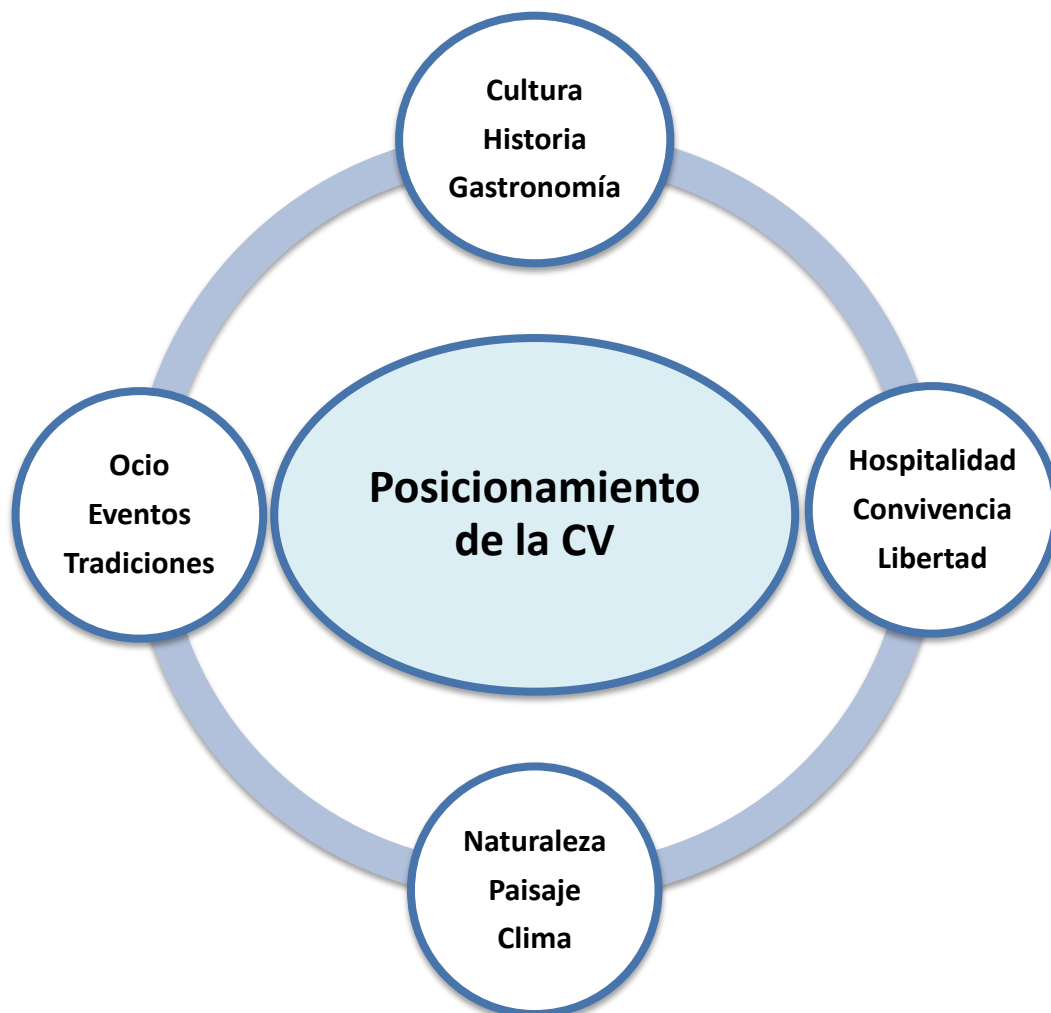 Cultura
Historia
Gastronomía
Ocio
Eventos
Tradiciones
Posicionamiento
de la CV
Hospitalidad
Convivencia
Libertad
Naturaleza
Paisaje
Clima